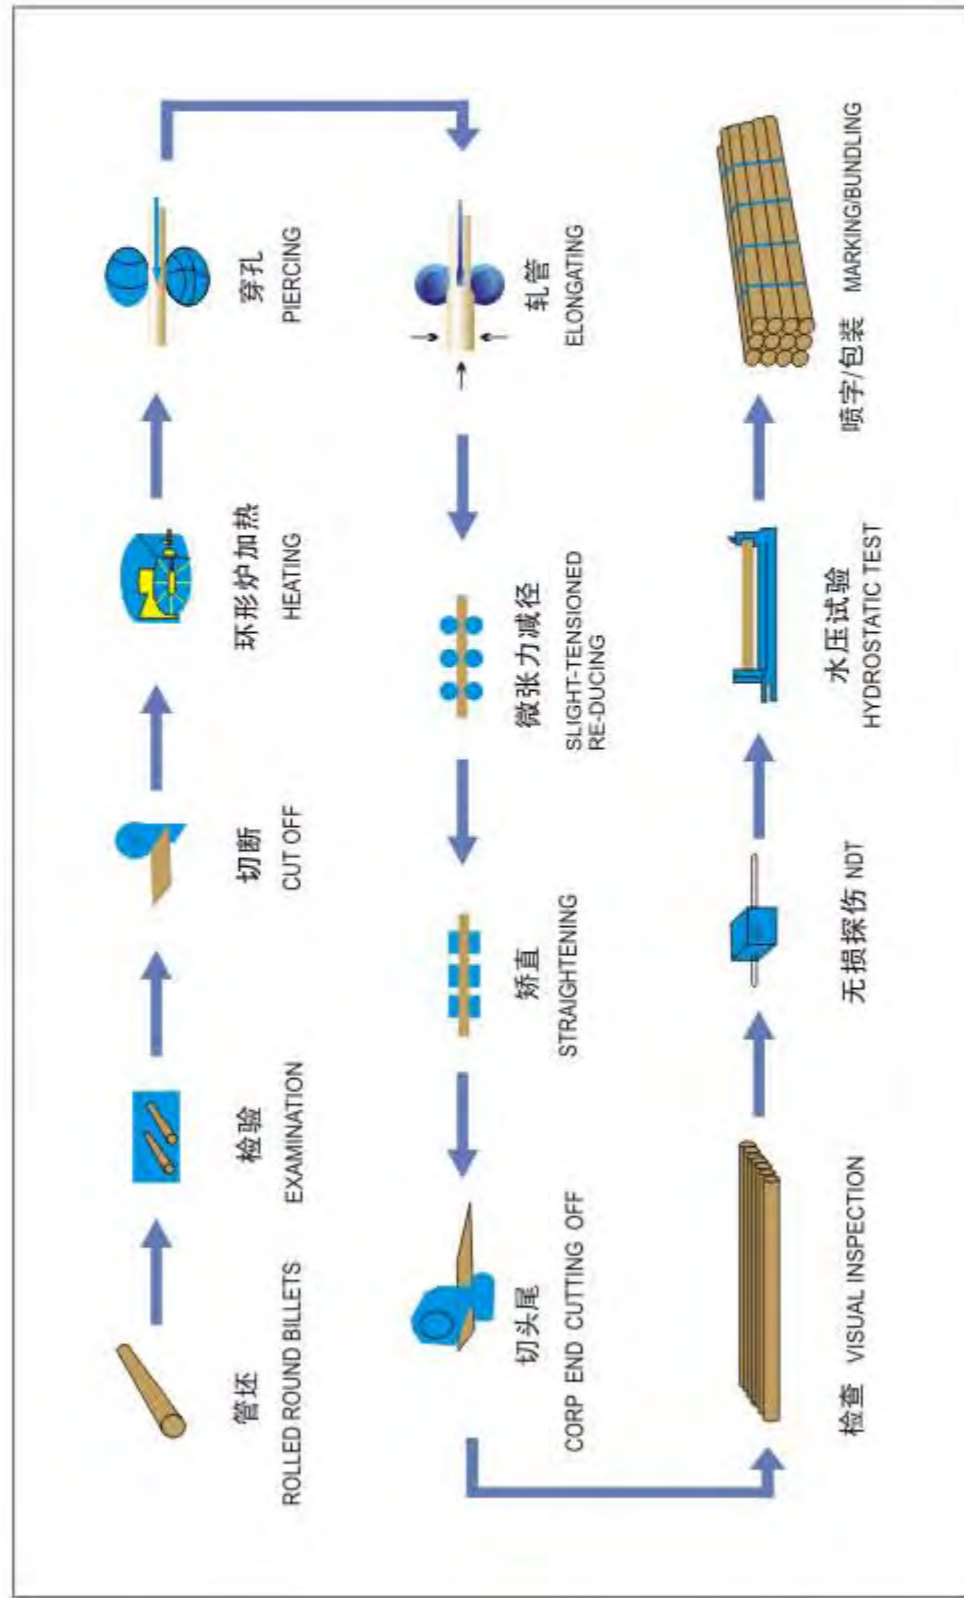 管坯
ROLLED ROUND BILLETS
检验
EXAMINATION
切断
CUT OFF
环形炉加热
HEATING
穿孔
PIERCING
轧管
ELONGATING
微张力减径
SLIGHT-TENSIONED
RE-DUCING
矫直
STRAIGHTENING
切头尾
CORP END CUTTING OFF
检查 VISUAL INSPECTION
无损探伤 NDT
水压试验
HYDROSTATIC TEST
喷字/包装 MARKING/BUNDLING